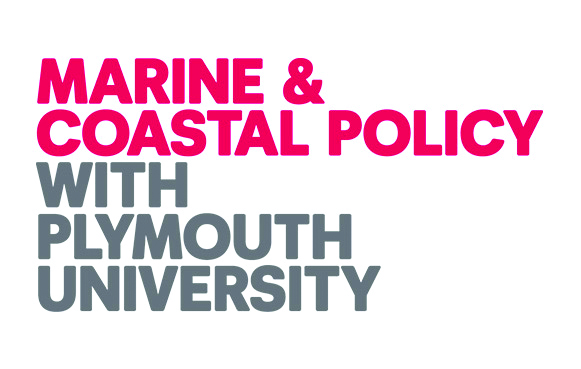 MARINE &
COASTAL POLICY
WITH
PLYMOUTH
UNIVERSITY